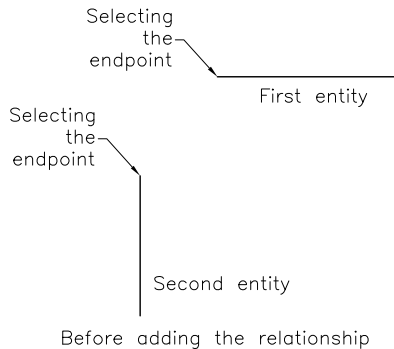 Selecting
the
endpoint
First entity
Selecting
the
endpoint
Second entity
Before adding the relationship